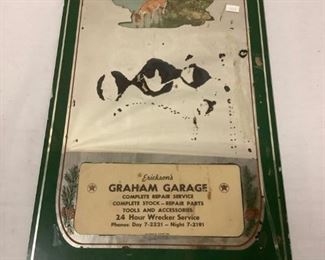 Erickson's
GRAHAM GARAGE
COMPLETE REPAIR SERVICE
COMPLETE STOCK - REPAIR PARTS
TOOLS AND ACCESSORIES
24 Hour Wrecker Service
Phones: Day 7-2221 - Night 7-2191